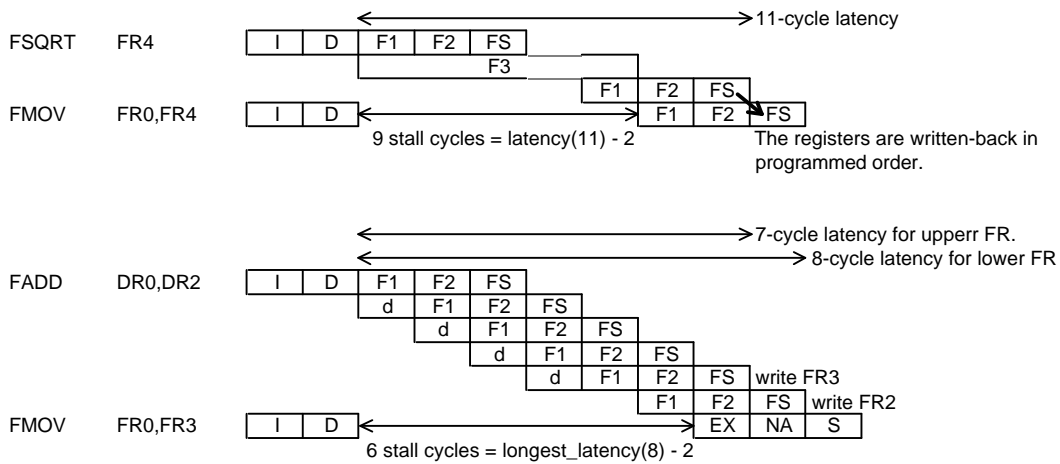 11-cycle latency
FSQRT FR4 I D F1 F2 FS
F3
F1 F2 FS
FMOV FR0,FR4 I D F1 F2 FS
9 stall cycles = latency(11) - 2
The registers are written-back in
programmed order.
7-cycle latency for upperr FR.
8-cycle latency for lower FR
FADD DR0,DR2 I D F1 F2 FS
d F1 F2 FS
d F1 F2 FS
d F1 F2 FS
d F1 F2 FS write FR3
F1 F2 FS write FR2
FMOV FR0,FR3 I D EX NA S
6 stall cycles = longest_latency(8) - 2